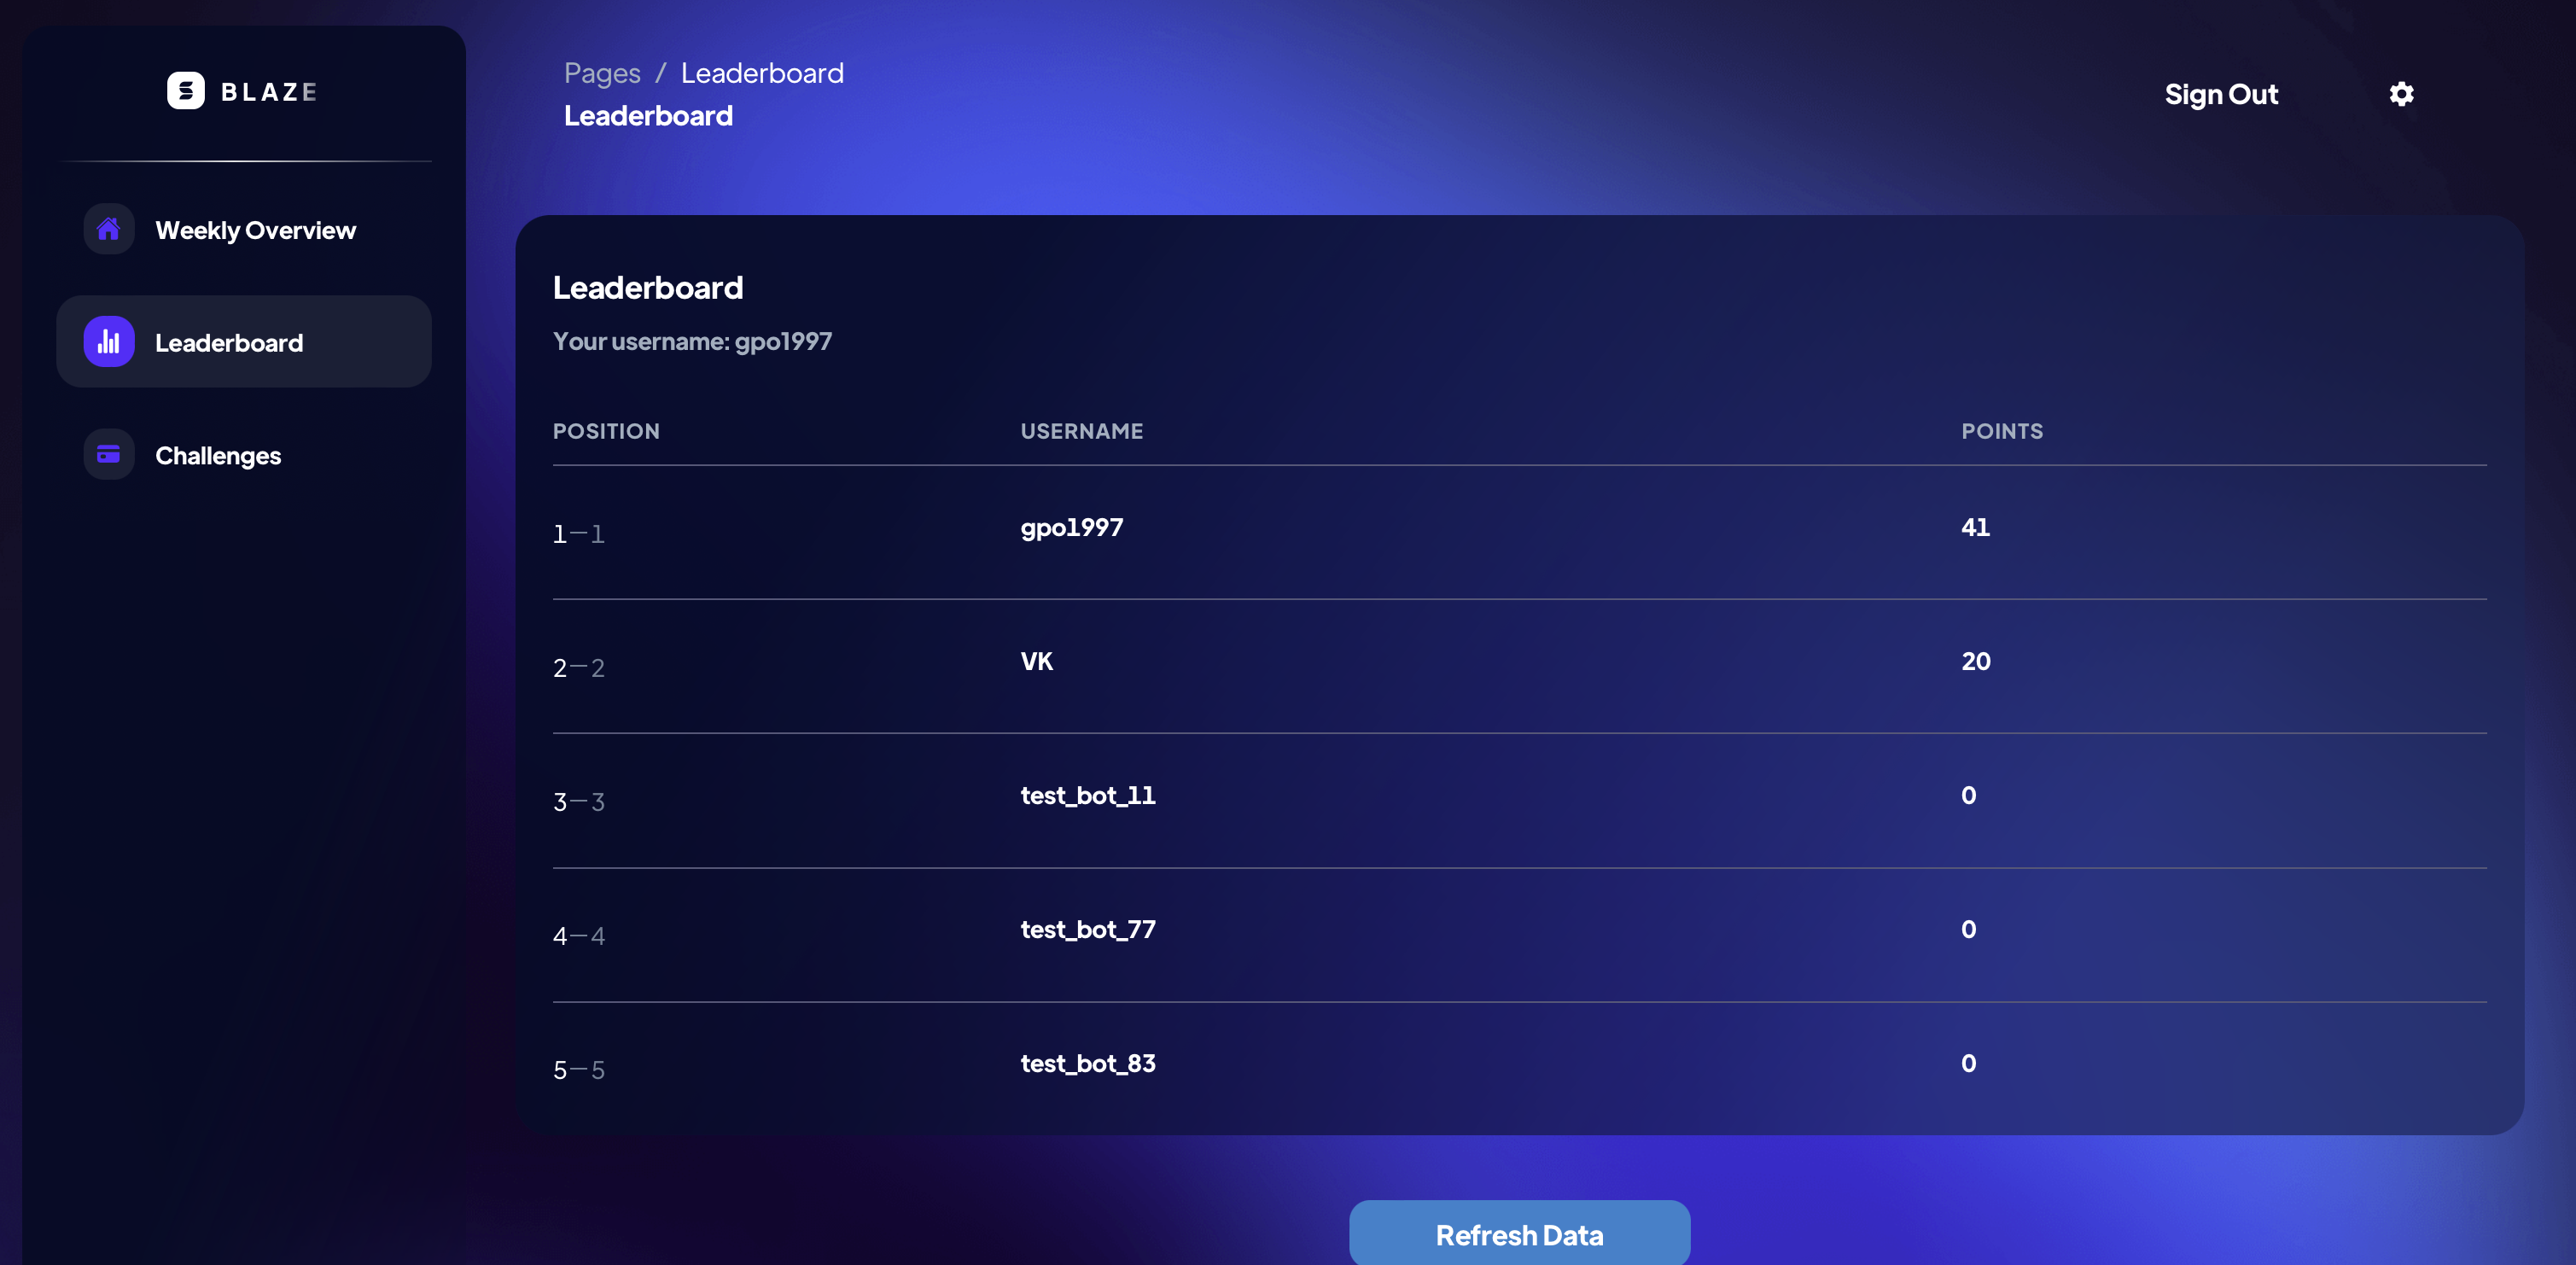 BLAZE
Weekly Overview
Leaderboard
Challenges
Pages / Leaderboard
Leaderboard
Sign Out
Leaderboard
Your username: gpo1997
POSITION USERNAME POINTS
1—1 gpo1997 41
2—2 VK 20
3—3 test_bot_11 0
4—4 test_bot_77 0
5—5 test_bot_83 0
Refresh Data